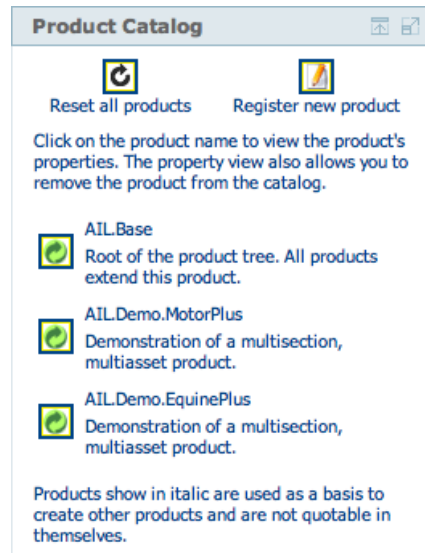 Product Catalog
Reset all products
Register new product
Click on the product name to view the product's
properties. The property view also allows you to
remove the product from the catalog.
AIL.Base
Root of the product tree. All products
extend this product.
AIL.Demo.MotorPlus
Demonstration of a multisection,
multiasset product.
AIL.Demo.EquinePlus
Demonstration of a multisection,
multiasset product.
Products show in italic are used as a basis to
create other products and are not quotable in
themselves.